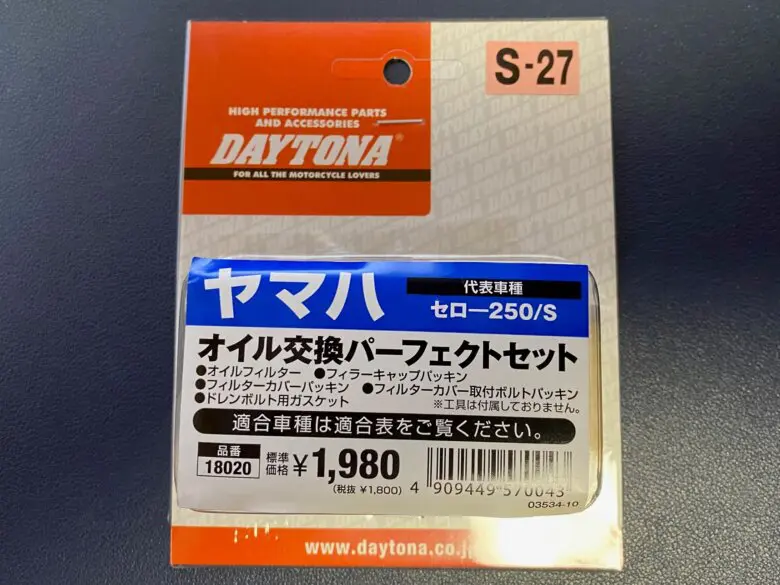 S-27
HIGH PERFORMANCE PARTS
AND ACCESSORIES
DAYTONA®
FOR ALL THE MOTORCYCLE LOVERS
ヤマハ
代表車種
セロー250/S
オイル交換パーフェクトセット
●オイルフィルター ●フィラーキャップパッキン
●フィルターカバーパッキン ●フィルターカバー取付ボルトパッキン
●ドレンボルト用ガスケット ※工具は付属しておりません。
適合車種は適合表をご覧ください。
品番
18020
標準
価格
¥1,980
(税抜 ¥1,800)
4 909449 570043
03534-10
www.daytona.co.j